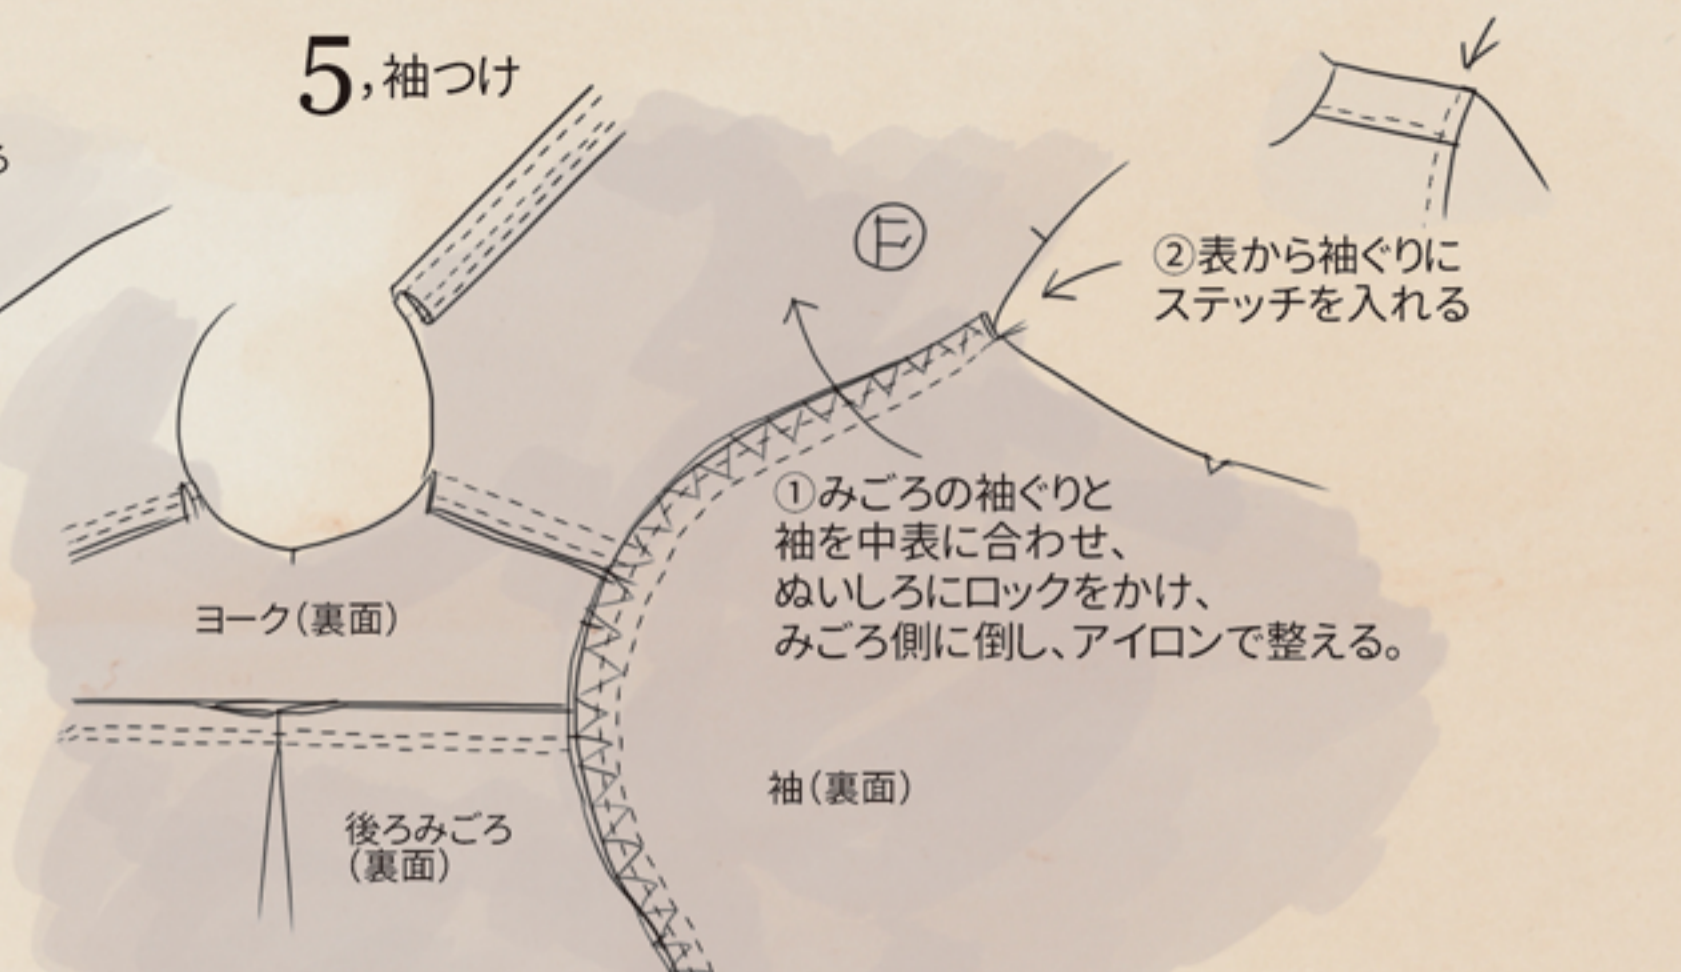 5,袖つけ
F
②表から袖ぐりに
ステッチを入れる
①みごろの袖ぐりと
袖を中表に合わせ、
ぬいしろにロックをかけ、
みごろ側に倒し、アイロンで整える。
ヨーク(裏面)
袖(裏面)
後ろみごろ
(裏面)